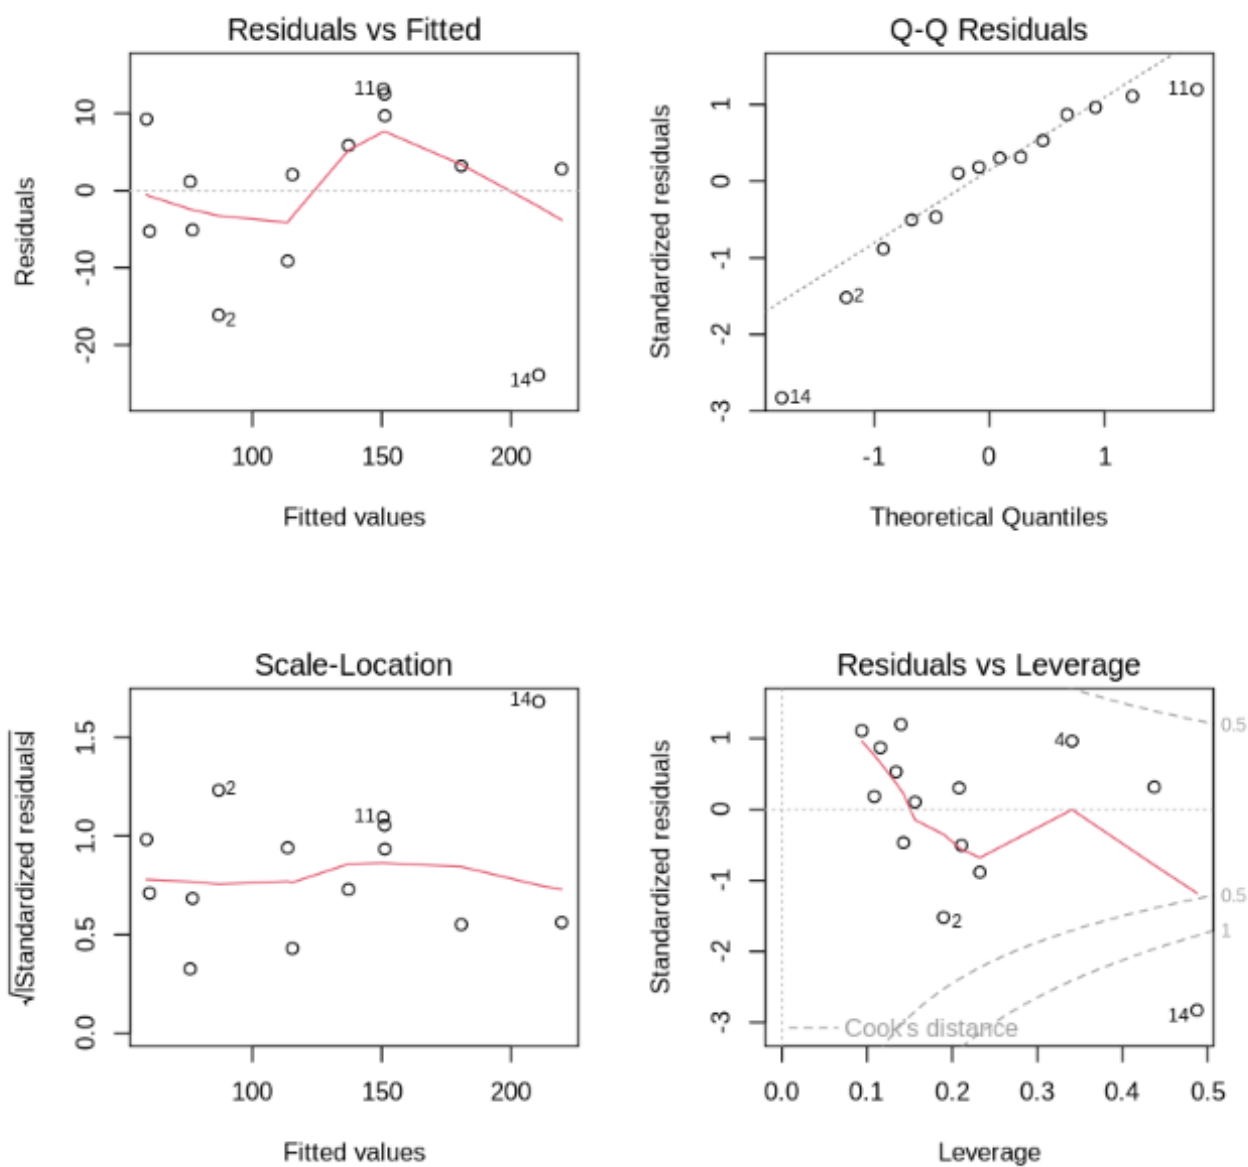 Residuals vs Fitted
Residuals
10
0
-10
-20
11
2
14
100 150 200
Fitted values
Q-Q Residuals
Standardized residuals
1
0
-1
-2
-3
11
2
14
-1 0 1
Theoretical Quantiles
Scale-Location
√|Standardized residuals|
1.5
1.0
0.5
0.0
14
2
11
100 150 200
Fitted values
Residuals vs Leverage
Standardized residuals
1
0
-1
-2
-3
0.5
4
0.5
2
1
14
Cook's distance
0.0 0.1 0.2 0.3 0.4 0.5
Leverage